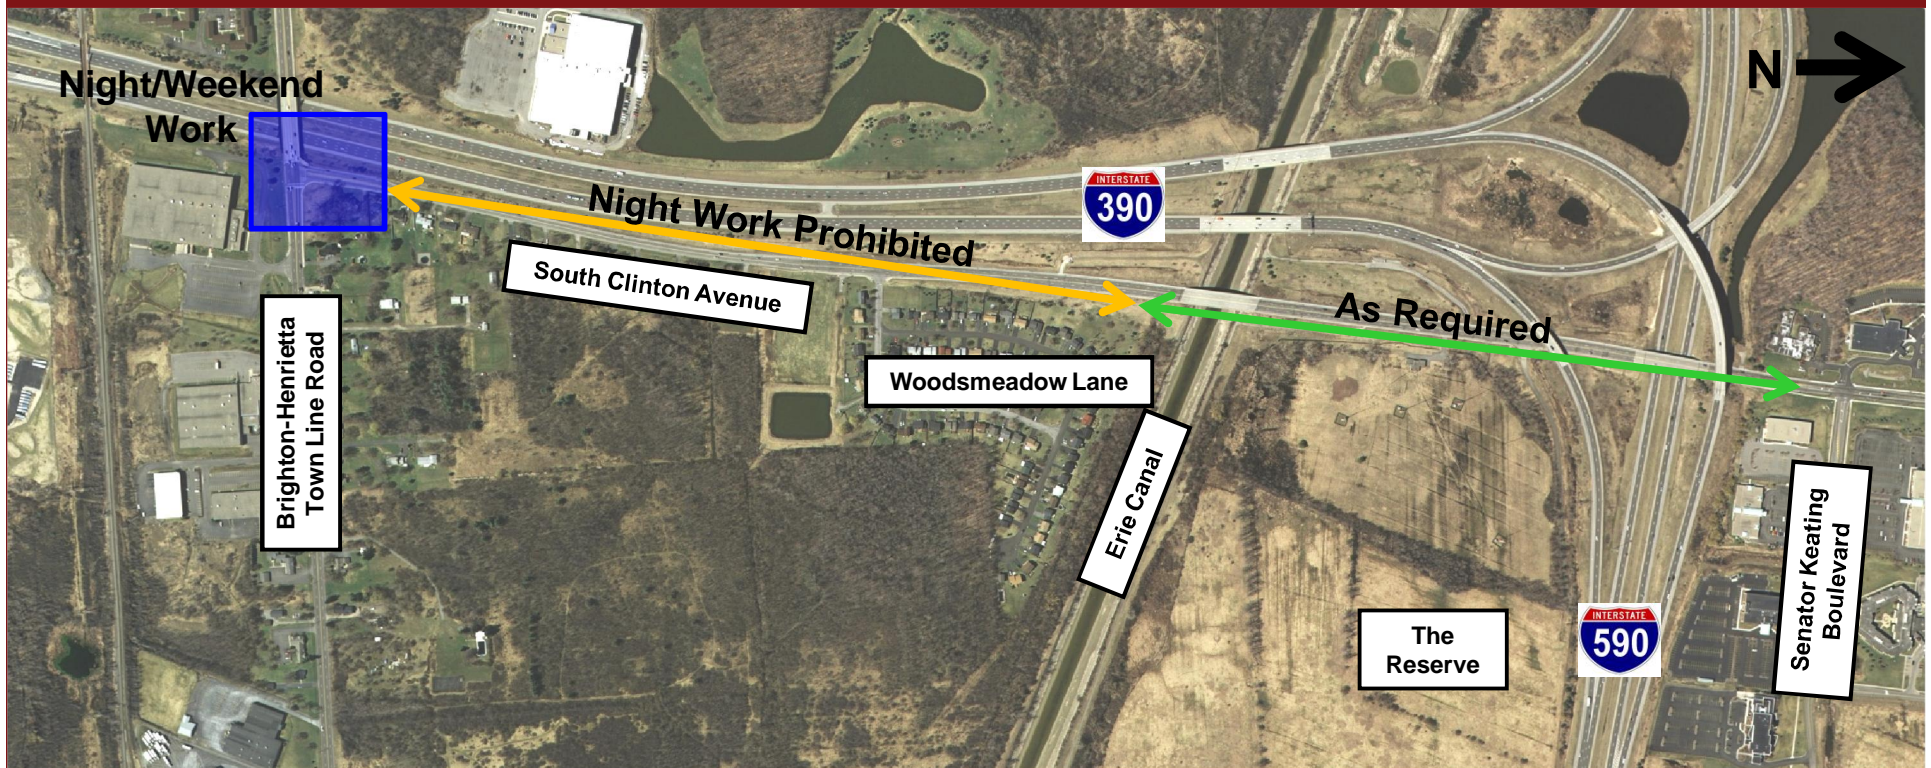 N
Night/Weekend
Work
Night Work Prohibited
INTERSTATE
390
South Clinton Avenue
As Required
Woodsmeadow Lane
Brighton-Henrietta
Town Line Road
Erie Canal
Senator Keating
Boulevard
The
Reserve
INTERSTATE
590